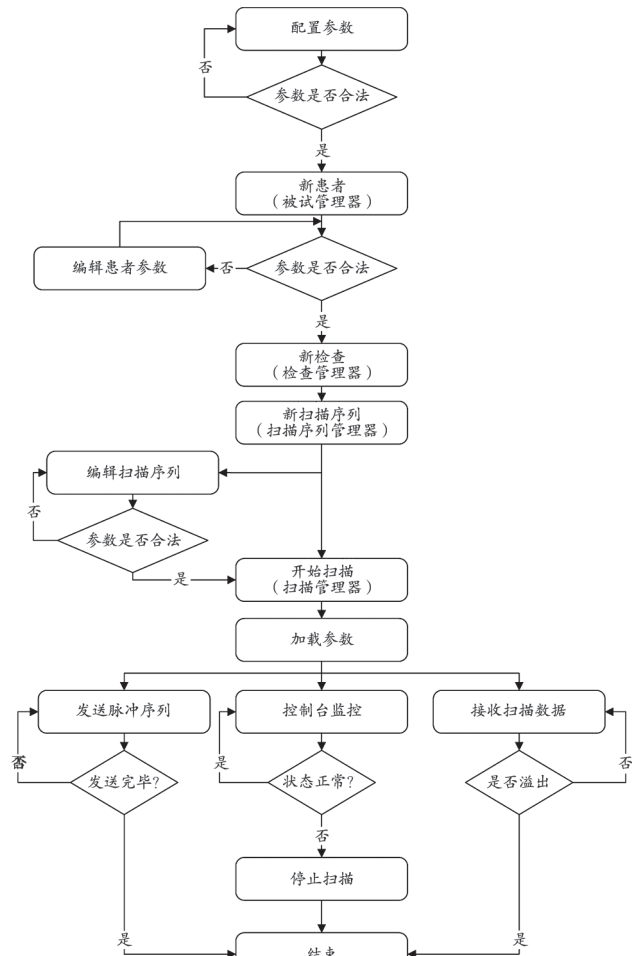 配置参数
否
参数是否合法
是
新患者
（被试管理器）
编辑患者参数
否
参数是否合法
是
新检查
（检查管理器）
新扫描序列
（扫描序列管理器）
编辑扫描序列
否
参数是否合法
是
开始扫描
（扫描管理器）
加载参数
发送脉冲序列
控制台监控
接收扫描数据
否
发送完毕？
是
状态正常？
是否溢出
否
否
停止扫描
是
是
结束